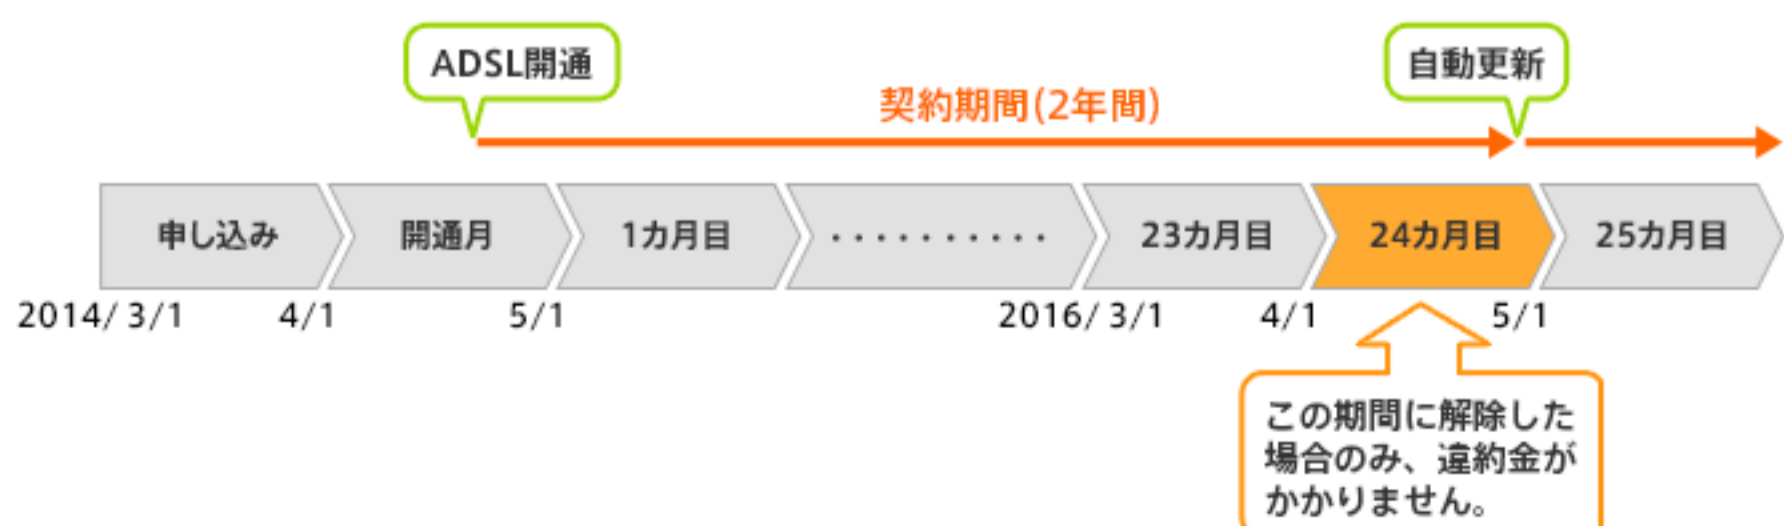 ADSL開通
自動更新
契約期間(2年間)
申し込み
開通月
1カ月目
··········
23カ月目
24カ月目
25カ月目
2014/ 3/1
4/1
5/1
2016/ 3/1
4/1
5/1
この期間に解除した
場合のみ、違約金が
かかりません。